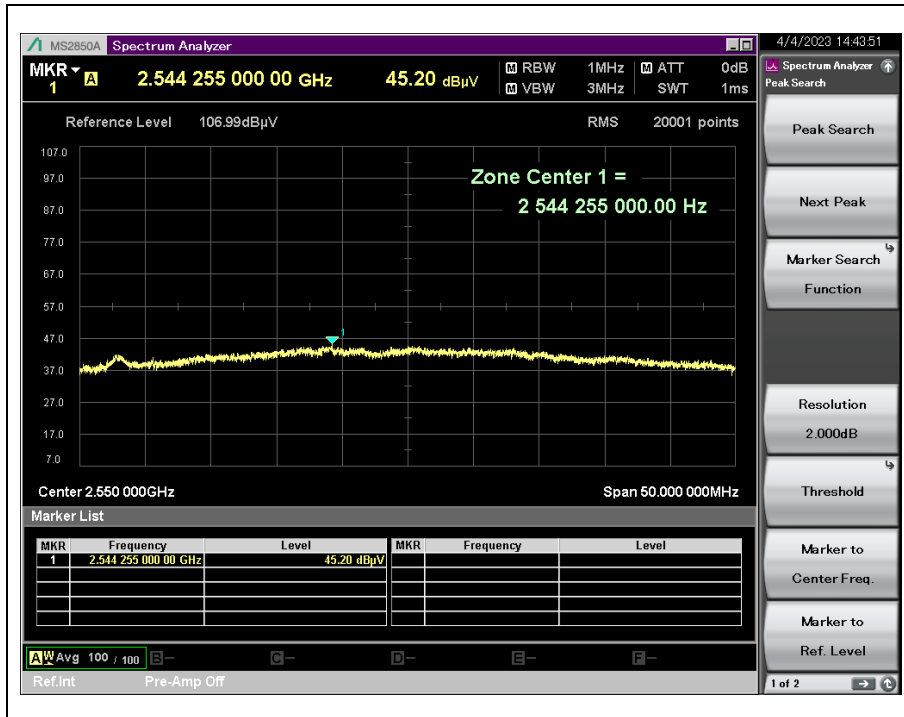 MS2850A Spectrum Analyzer
4/4/2023 14:43:51
MKR A 2.544 255 000 00 GHz 45.20 dBµV M RBW 1MHz M ATT 0dB
1 M VBW 3MHz SWT 1ms
Reference Level 106.99dBµV RMS 20001 points
107.0
97.0
87.0
77.0
67.0
57.0
47.0
37.0
27.0
17.0
7.0
Zone Center 1 =
2 544 255 000.00 Hz
1
Center 2.550 000GHz Span 50.000 000MHz
Marker List
MKR Frequency Level MKR Frequency Level
1 2.544 255 000 00 GHz 45.20 dBµV
A W Avg 100 / 100 B— C— D— E— F—
Ref.Int Pre-Amp Off
Spectrum Analyzer
Peak Search
Peak Search
Next Peak
Marker Search
Function
Resolution
2.000dB
Threshold
Marker to
Center Freq.
Marker to
Ref. Level
1 of 2